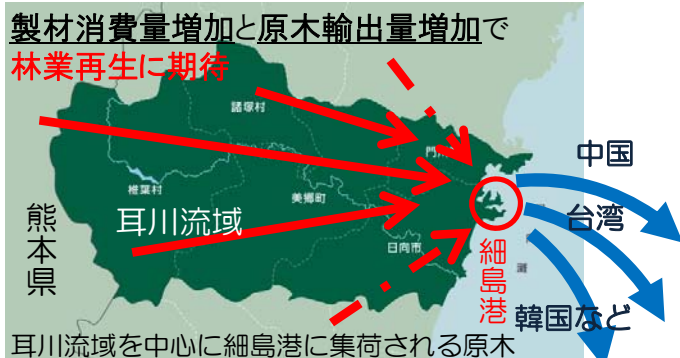 製材消費量増加と原木輸出量増加で
林業再生に期待
諸塚村
椎葉村
美郷町
日向市
耳川流域
熊本県
細島港
中国
台湾
韓国など
灘
耳川流域を中心に細島港に集荷される原木